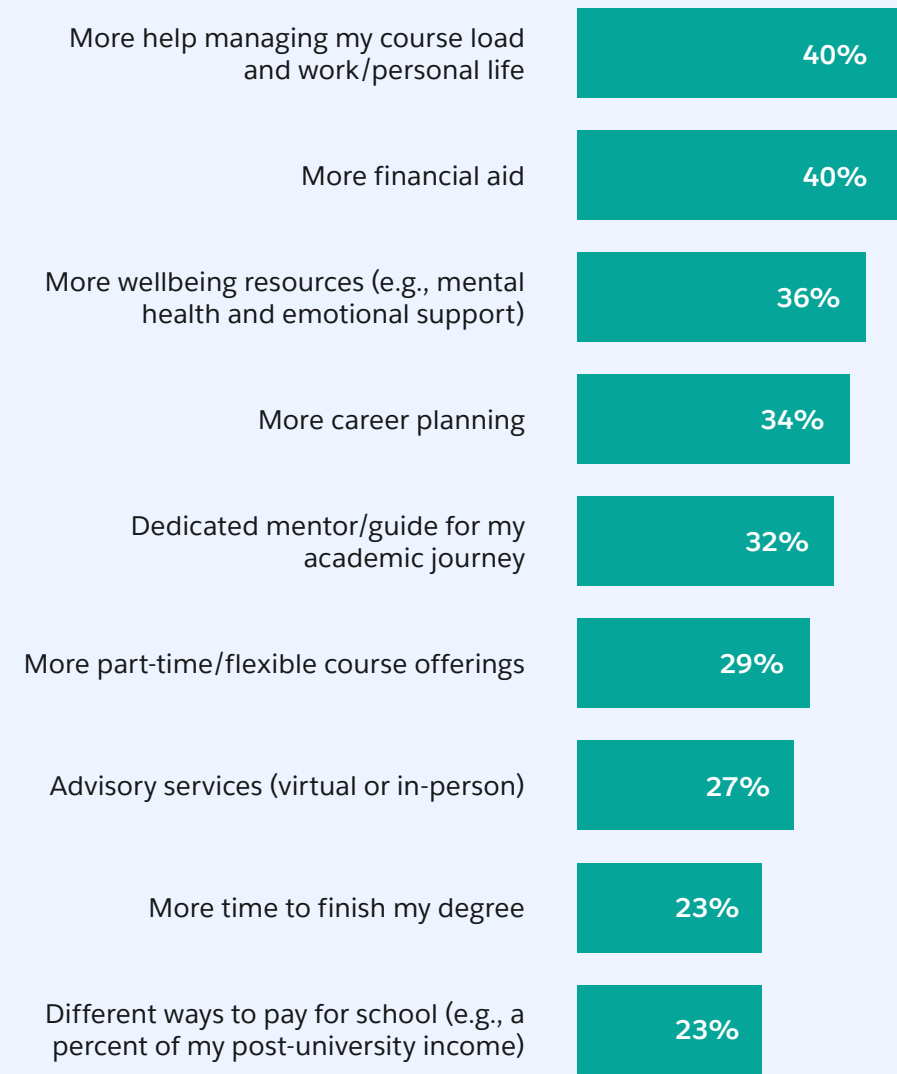 More help managing my course load
and work/personal life
40%
More financial aid
40%
More wellbeing resources (e.g., mental
health and emotional support)
36%
More career planning
34%
Dedicated mentor/guide for my
academic journey
32%
More part-time/flexible course offerings
29%
Advisory services (virtual or in-person)
27%
More time to finish my degree
23%
Different ways to pay for school (e.g., a
percent of my post-university income)
23%